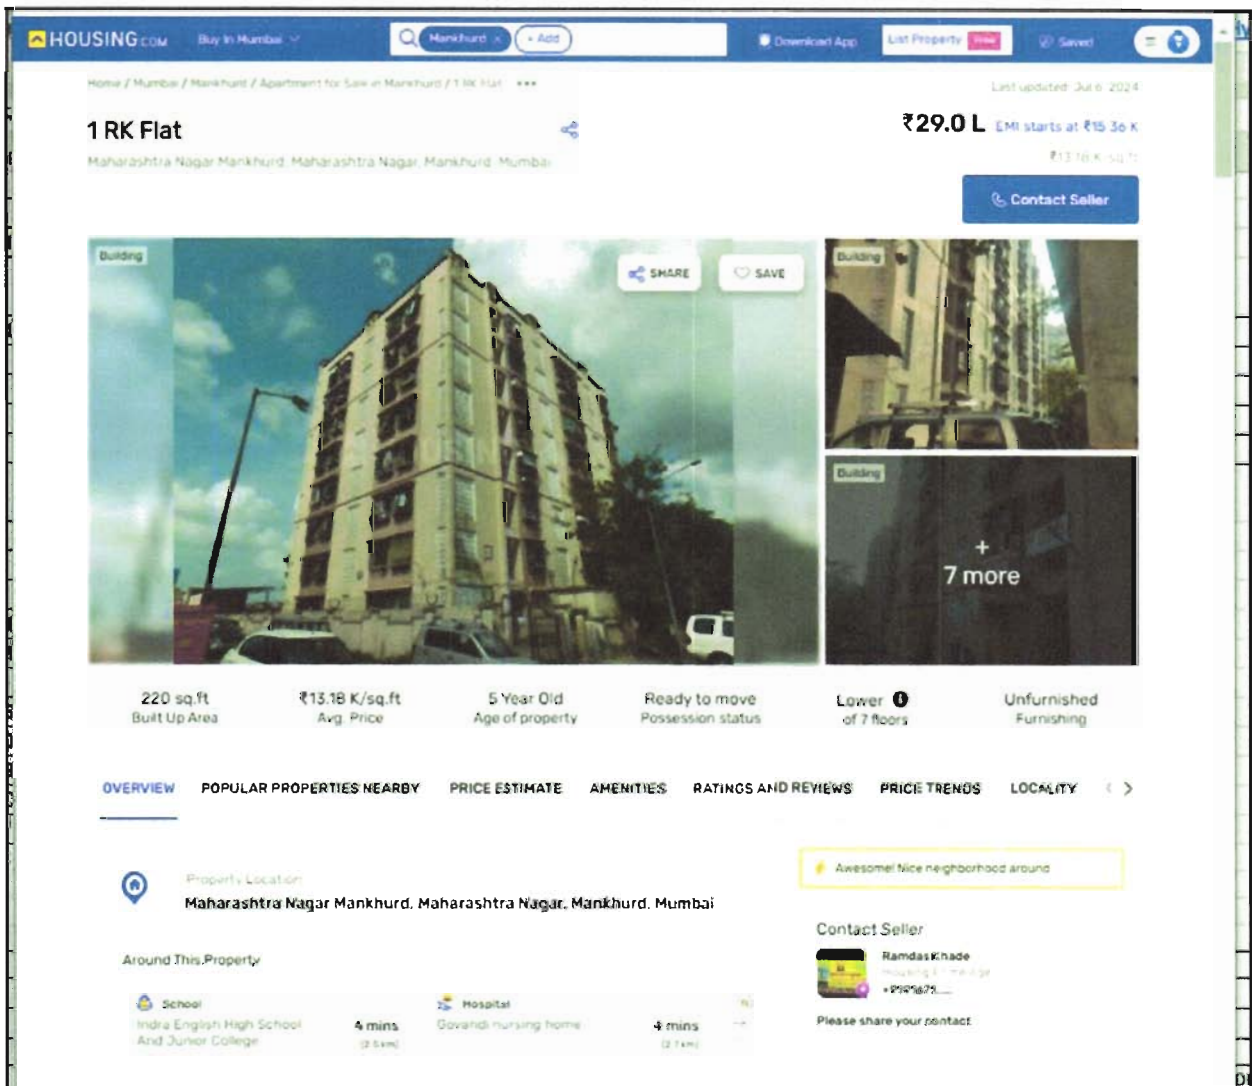 HOUSING.COM
Buy in Mumbai
Mankhurd ×
+ Add
Download App
List Property Free
Saved
Home / Mumbai / Mankhurd / Apartment for Sale in Mankhurd / 1 RK Flat •••
Last updated: Jul 6, 2024
1 RK Flat
₹29.0 L EMI starts at ₹15.36 K
Maharashtra Nagar Mankhurd, Maharashtra Nagar, Mankhurd, Mumbai
₹13.18 K/sq.ft
Contact Seller
Building
SHARE
SAVE
Building
Building
+
7 more
220 sq.ft
Built Up Area
₹13.18 K/sq.ft
Avg. Price
5 Year Old
Age of property
Ready to move
Possession status
Lower
of 7 floors
Unfurnished
Furnishing
OVERVIEW
POPULAR PROPERTIES NEARBY
PRICE ESTIMATE
AMENITIES
RATINGS AND REVIEWS
PRICE TRENDS
LOCALITY
Property Location
Maharashtra Nagar Mankhurd, Maharashtra Nagar, Mankhurd, Mumbai
Awesome! Nice neighborhood around
Around This Property
Contact Seller
Ramdas Khade
School
Indra English High School
And Junior College
4 mins
Hospital
Govandi nursing home
4 mins
Please share your contact